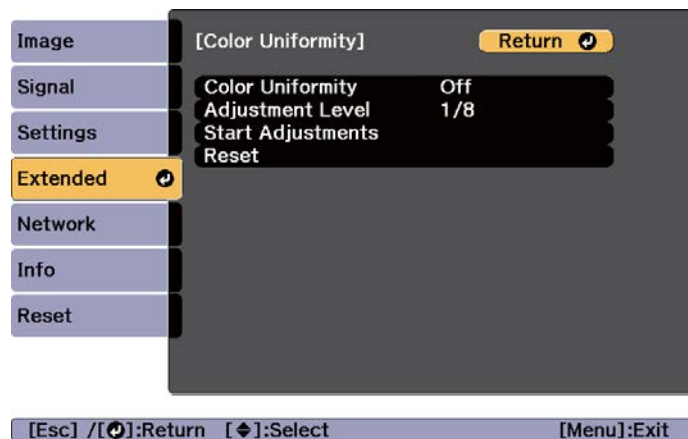 Image
Signal
Settings
Extended
Network
Info
Reset
[Color Uniformity]
Return
Color Uniformity Off
Adjustment Level 1/8
Start Adjustments
Reset
[Esc] /[ ]:Return [ ]:Select [Menu]:Exit